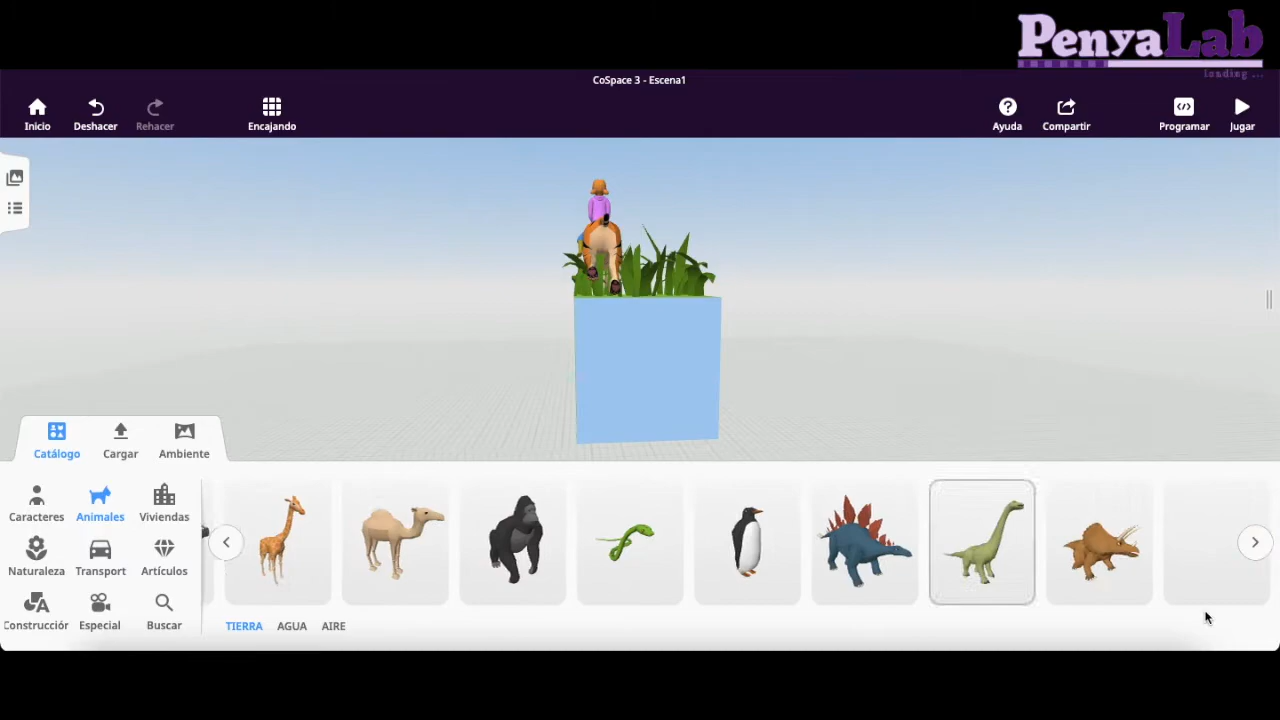 PenyaLab
loading ...
CoSpace 3 - Escena1
Inicio
Deshacer
Rehacer
Encajando
Ayuda
Compartir
Programar
Jugar
Catálogo
Cargar
Ambiente
Caracteres
Animales
Viviendas
Naturaleza
Transport
Artículos
Construcción
Especial
Buscar
TIERRA AGUA AIRE